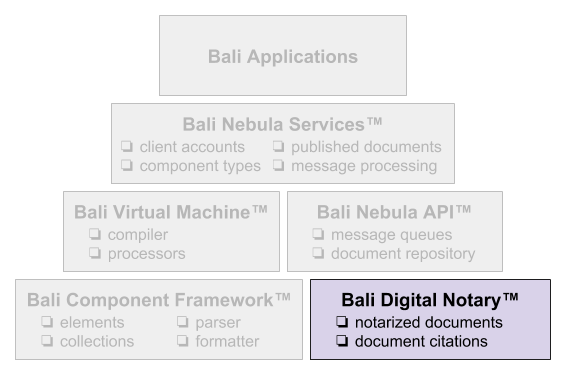 Bali Applications
Bali Nebula Services™
❏ client accounts ❏ published documents
❏ component types ❏ message processing
Bali Virtual Machine™
❏ compiler
❏ processors
Bali Nebula API™
❏ message queues
❏ document repository
Bali Component Framework™
❏ elements ❏ parser
❏ collections ❏ formatter
Bali Digital Notary™
❏ notarized documents
❏ document citations